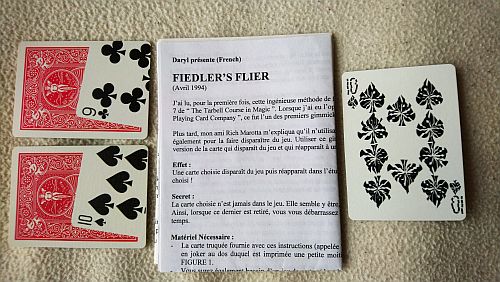 6
10
Daryl présente (French)
FIEDLER'S FLIER
(Avril 1994)
J'ai lu, pour la première fois, cette ingénieuse méthode de f
7 de " The Tarbell Course in Magic ". Lorsque j'ai eu l'op
Playing Card Company ", ce fut l'un des premiers gimmick
Plus tard, mon ami Rich Marotta m'expliqua qu'il n'utilisa
également pour la faire disparaître du jeu. Utiliser ce gi
version de la carte qui disparaît du jeu et qui réapparaît à u
Effet :
Une carte choisie disparaît du jeu puis réapparaît dans l'étu
choisi !
Secret :
La carte choisie n'est jamais dans le jeu. Elle semble y être,
Ainsi, lorsque ce dernier est retiré, vous vous débarrassez
temps.
Matériel Nécessaire :
- La carte truquée fournie avec ces instructions (appelée
en joker au dos duquel est imprimée une petite moit
FIGURE 1.
10
10